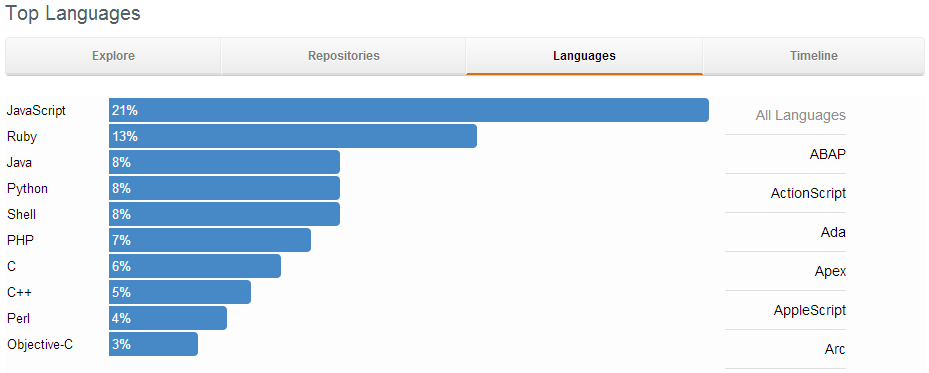 Top Languages
Explore Repositories Languages Timeline
JavaScript 21%
Ruby 13%
Java 8%
Python 8%
Shell 8%
PHP 7%
C 6%
C++ 5%
Perl 4%
Objective-C 3%
All Languages
ABAP
ActionScript
Ada
Apex
AppleScript
Arc